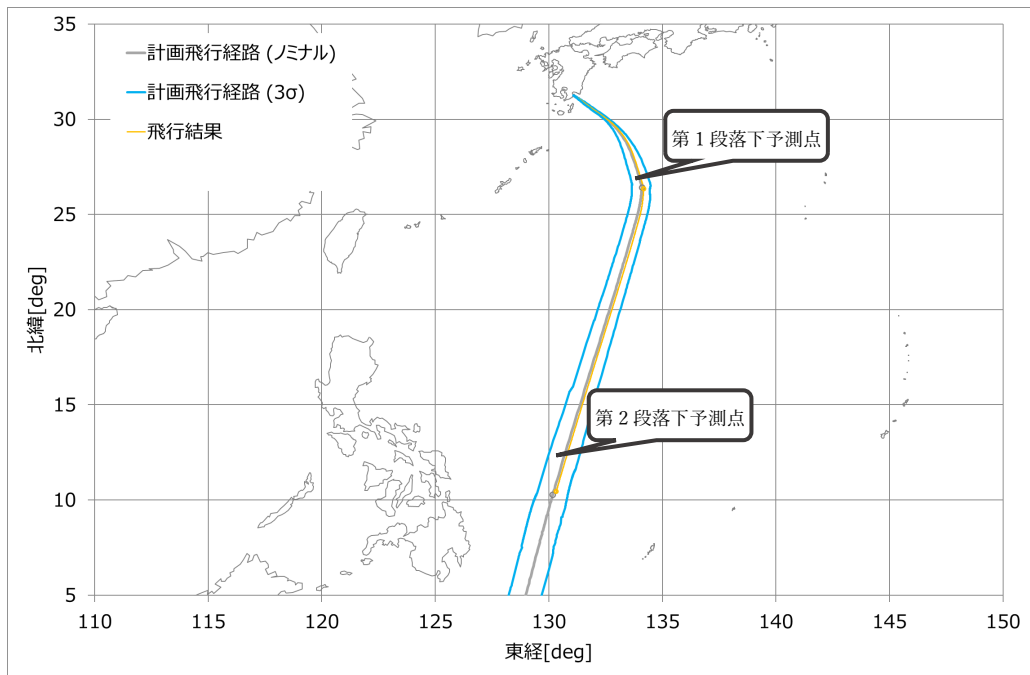 35
計画飛行経路 (ノミナル)
計画飛行経路 (3σ)
飛行結果
30
第1段落下予測点
25
北緯[deg]
20
15
第2段落下予測点
10
5
110 115 120 125 130 135 140 145 150
東経[deg]